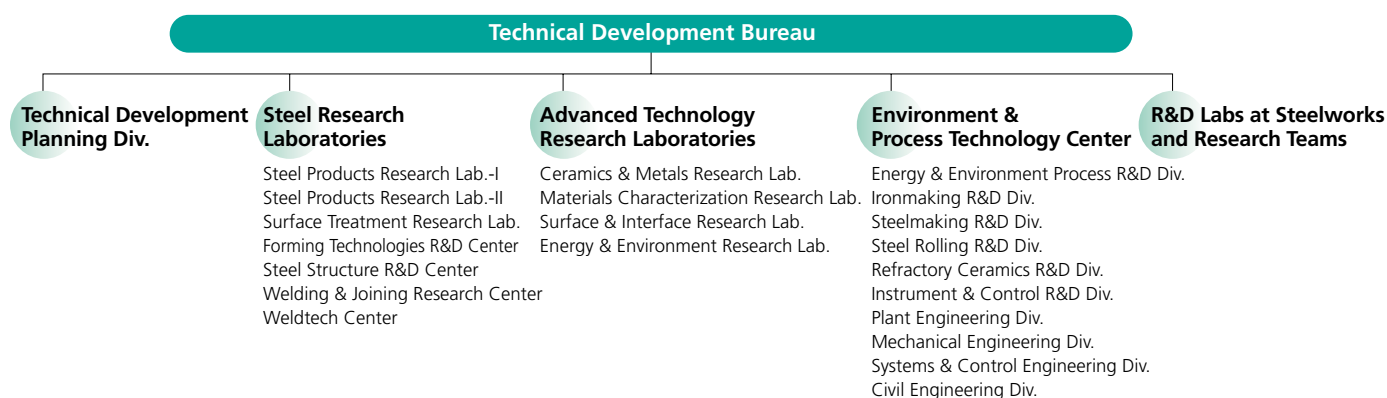 Technical Development Bureau
Technical Development
Planning Div.
Steel Research
Laboratories
Steel Products Research Lab.-I
Steel Products Research Lab.-II
Surface Treatment Research Lab.
Forming Technologies R&D Center
Steel Structure R&D Center
Welding & Joining Research Center
Weldtech Center
Advanced Technology
Research Laboratories
Ceramics & Metals Research Lab.
Materials Characterization Research Lab.
Surface & Interface Research Lab.
Energy & Environment Research Lab.
Environment &
Process Technology Center
Energy & Environment Process R&D Div.
Ironmaking R&D Div.
Steelmaking R&D Div.
Steel Rolling R&D Div.
Refractory Ceramics R&D Div.
Instrument & Control R&D Div.
Plant Engineering Div.
Mechanical Engineering Div.
Systems & Control Engineering Div.
Civil Engineering Div.
R&D Labs at Steelworks
and Research Teams